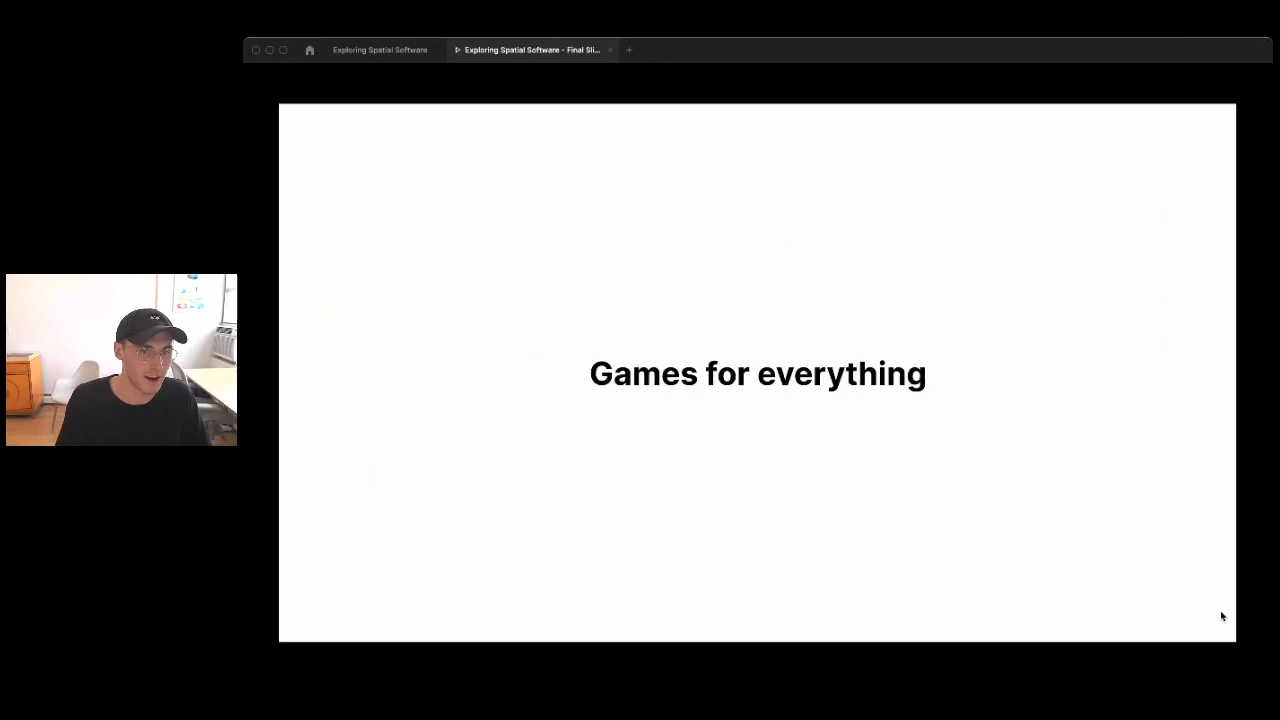 Exploring Spatial Software
Exploring Spatial Software - Final Sli...
Games for everything